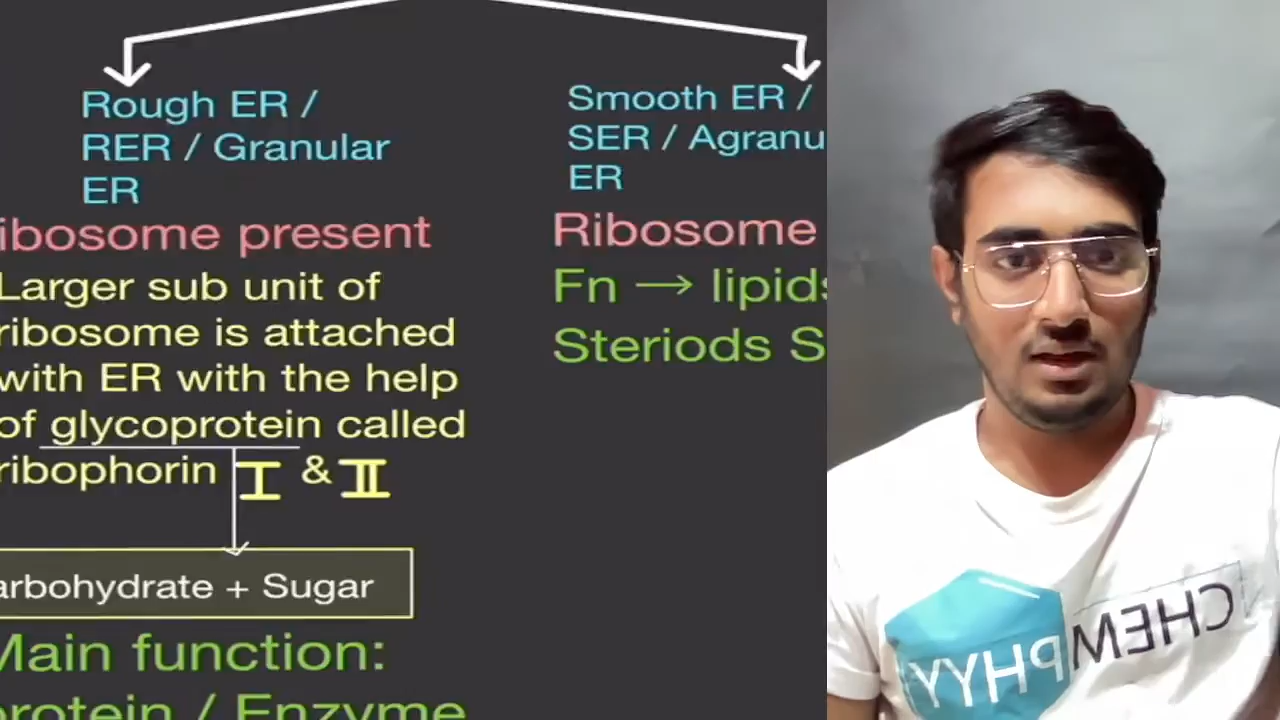 Rough ER /
RER / Granular
ER
ibosome present
Larger sub unit of
ribosome is attached
with ER with the help
of glycoprotein called
ribophorin I & II
arbohydrate + Sugar
Main function:
protein / Enzyme
Smooth ER /
SER / Agranu
ER
Ribosome
Fn → lipids
Steriods S
CHEMPHYY